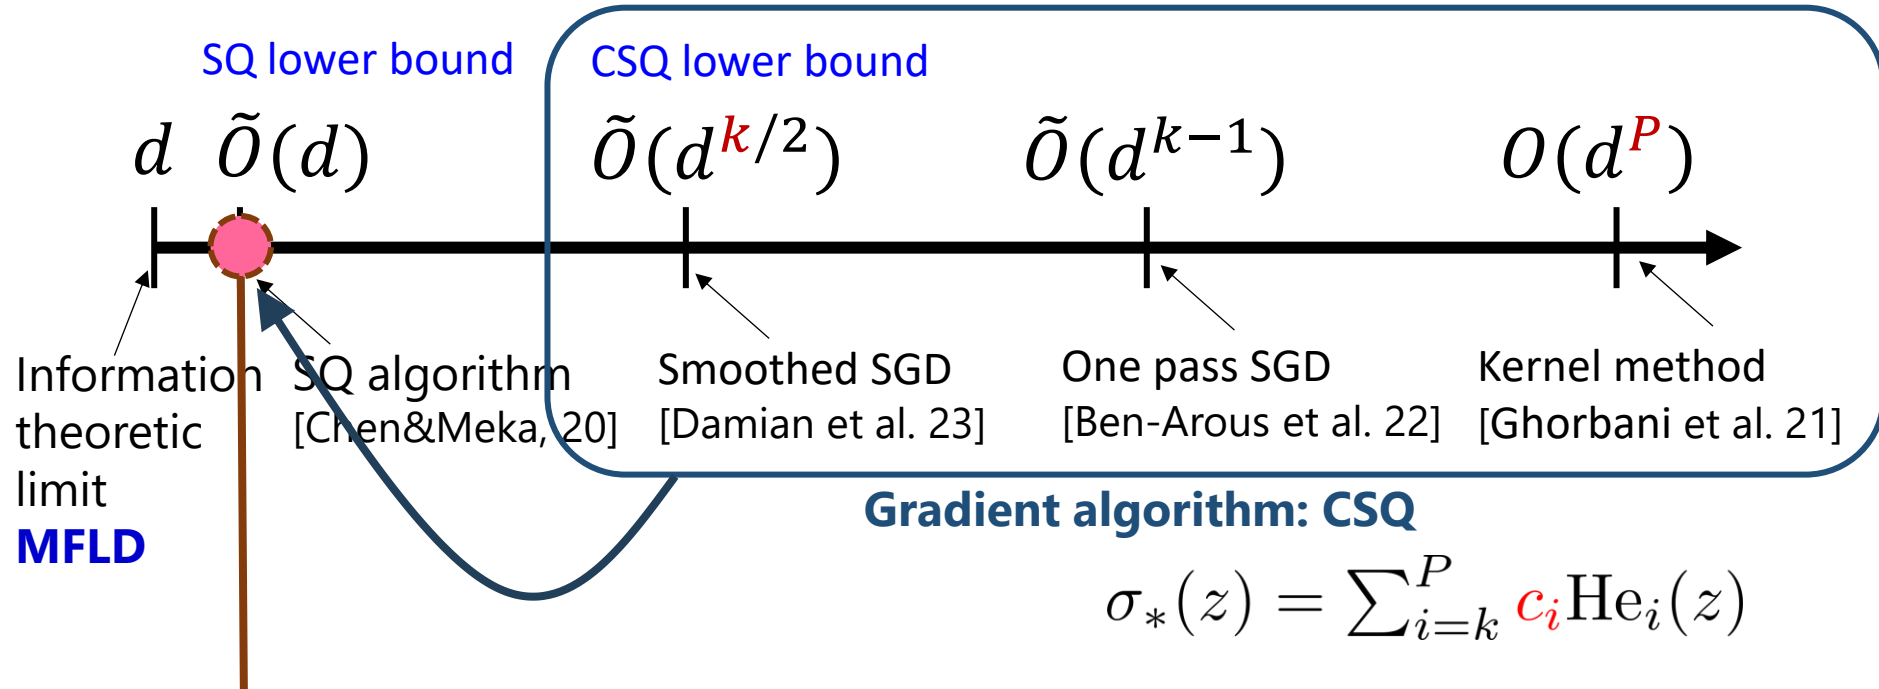 SQ lower bound
CSQ lower bound
d Õ(d) Õ(d^{k/2}) Õ(d^{k−1}) O(d^P)
Information
theoretic
limit
MFLD
SQ algorithm
[Chen&Meka, 20]
Smoothed SGD
[Damian et al. 23]
One pass SGD
[Ben-Arous et al. 22]
Kernel method
[Ghorbani et al. 21]
Gradient algorithm: CSQ
σ_*(z) = ∑_{i=k}^{P} c_i He_i(z)